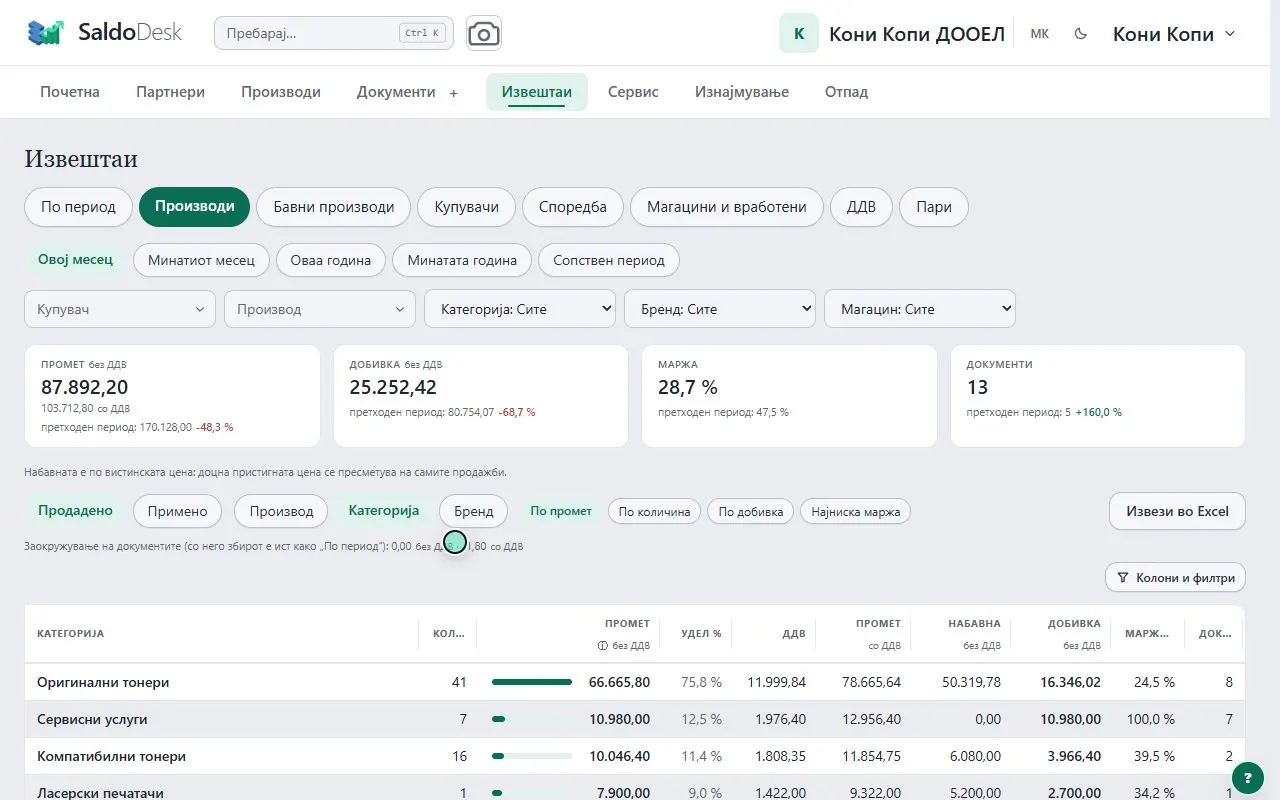 SaldoDesk
Пребарај...
Ctrl K
К
Кони Копи ДООЕЛ
МК
Кони Копи
Почетна
Партнери
Производи
Документи +
Извештаи
Сервис
Изнајмување
Отпад
Извештаи
По период
Производи
Бавни производи
Купувачи
Споредба
Магацини и вработени
ДДВ
Пари
Овој месец
Минатиот месец
Оваа година
Минатата година
Сопствен период
Купувач
Производ
Категорија: Сите
Бренд: Сите
Магацин: Сите
ПРОМЕТ без ДДВ
87.892,20
103.712,80 со ДДВ
претходен период: 170.128,00 -48,3 %
ДОБИВКА без ДДВ
25.252,42
претходен период: 80.754,07 -68,7 %
МАРЖА
28,7 %
претходен период: 47,5 %
ДОКУМЕНТИ
13
претходен период: 5 +160,0 %
Набавната е по вистинската цена: доцна пристигната цена се пресметува на самите продажби.
Продадено
Примено
Производ
Категорија
Бренд
По промет
По количина
По добивка
Најниска маржа
Извези во Excel
Заокружување на документите (со него збирот е ист како „По период“): 0,00 без 1,80 со ДДВ
Колони и филтри
КАТЕГОРИЈА КОЛ... ПРОМЕТ без ДДВ УДЕЛ % ДДВ ПРОМЕТ со ДДВ НАБАВНА без ДДВ ДОБИВКА без ДДВ МАРЖ... ДОК...
Оригинални тонери 41 66.665,80 75,8 % 11.999,84 78.665,64 50.319,78 16.346,02 24,5 % 8
Сервисни услуги 7 10.980,00 12,5 % 1.976,40 12.956,40 0,00 10.980,00 100,0 % 7
Компатибилни тонери 16 10.046,40 11,4 % 1.808,35 11.854,75 6.080,00 3.966,40 39,5 % 2
Ласерски печатачи 1 7.900,00 9,0 % 1.422,00 9.322,00 5.200,00 2.700,00 34,2 % 1
?